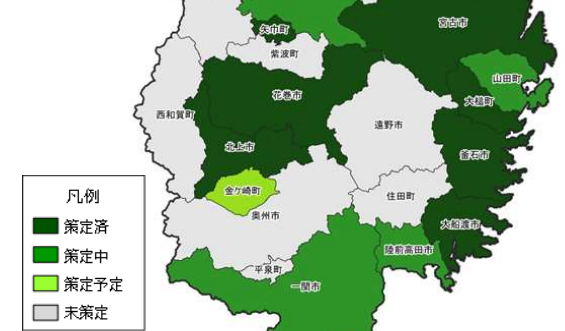 宮古市
矢巾町
紫波町
山田町
花巻市
大槌町
西和賀町
遠野市
北上市
釜石市
金ケ崎町
住田町
凡例
奥州市
策定済
大船渡市
策定中
陸前高田市
平泉町
策定予定
一関市
未策定